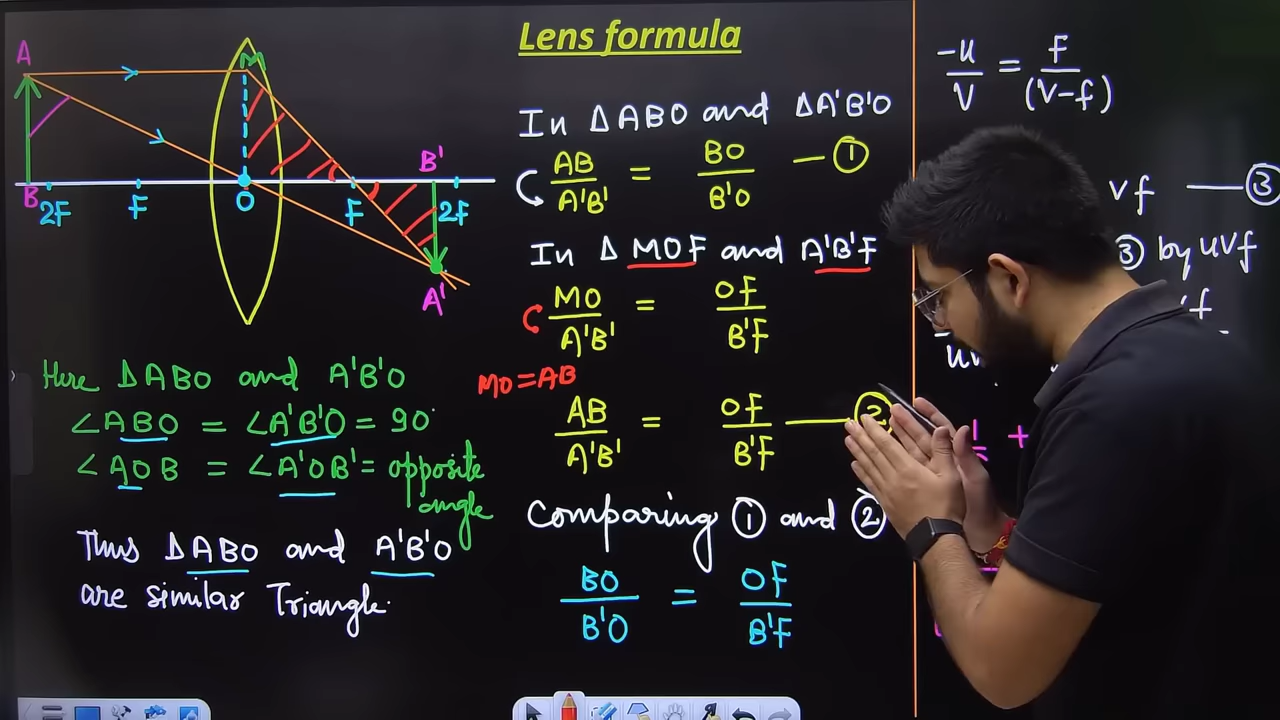 Lens formula
A
M
B
2F
F
O
F
B'
2F
A'
Here ΔABO and A'B'O
∠ABO = ∠A'B'O = 90°
∠AOB = ∠A'OB' = opposite
angle
Thus ΔABO and A'B'O
are similar Triangle.
In ΔABO and ΔA'B'O
AB/A'B' = BO/B'O — ①
In Δ MOF and A'B'F
MO/A'B' = OF/B'F
MO=AB
AB/A'B' = OF/B'F — ②
Comparing ① and ②
BO/B'O = OF/B'F
-u/v = f/(v-f)
vf — ③
③ by uvf